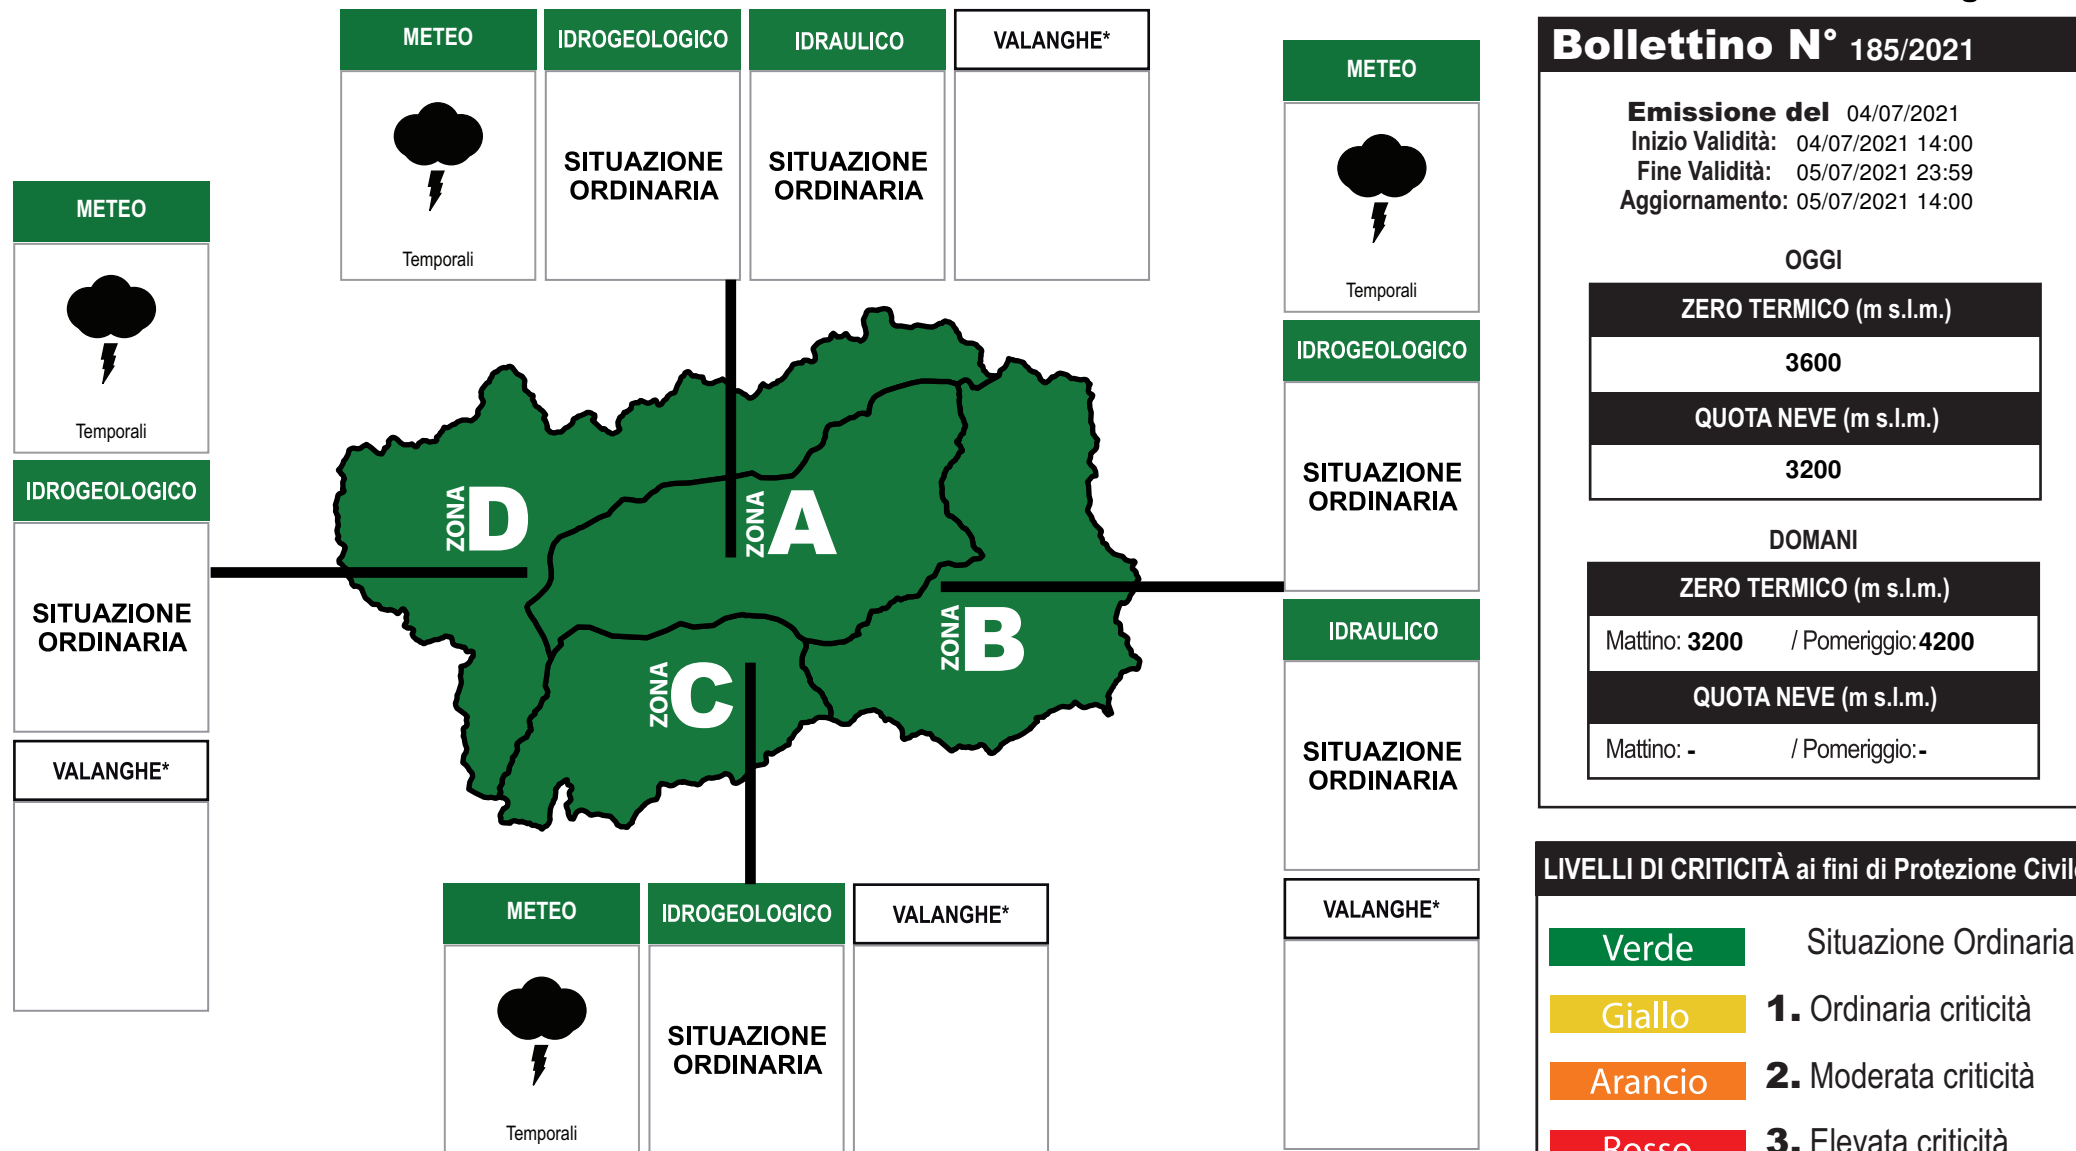 METEO
IDROGEOLOGICO
IDRAULICO
VALANGHE*
Temporali
SITUAZIONE
ORDINARIA
SITUAZIONE
ORDINARIA
METEO
Temporali
IDROGEOLOGICO
SITUAZIONE
ORDINARIA
VALANGHE*
ZONA D
ZONA A
ZONA B
ZONA C
METEO
Temporali
IDROGEOLOGICO
SITUAZIONE
ORDINARIA
IDRAULICO
SITUAZIONE
ORDINARIA
VALANGHE*
METEO
IDROGEOLOGICO
VALANGHE*
Temporali
SITUAZIONE
ORDINARIA
Bollettino N° 185/2021
Emissione del 04/07/2021
Inizio Validità: 04/07/2021 14:00
Fine Validità: 05/07/2021 23:59
Aggiornamento: 05/07/2021 14:00
OGGI
ZERO TERMICO (m s.l.m.)
3600
QUOTA NEVE (m s.l.m.)
3200
DOMANI
ZERO TERMICO (m s.l.m.)
Mattino: 3200 / Pomeriggio: 4200
QUOTA NEVE (m s.l.m.)
Mattino: - / Pomeriggio: -
LIVELLI DI CRITICITÀ ai fini di Protezione Civile
Verde Situazione Ordinaria
Giallo 1. Ordinaria criticità
Arancio 2. Moderata criticità
Rosso 3. Elevata criticità